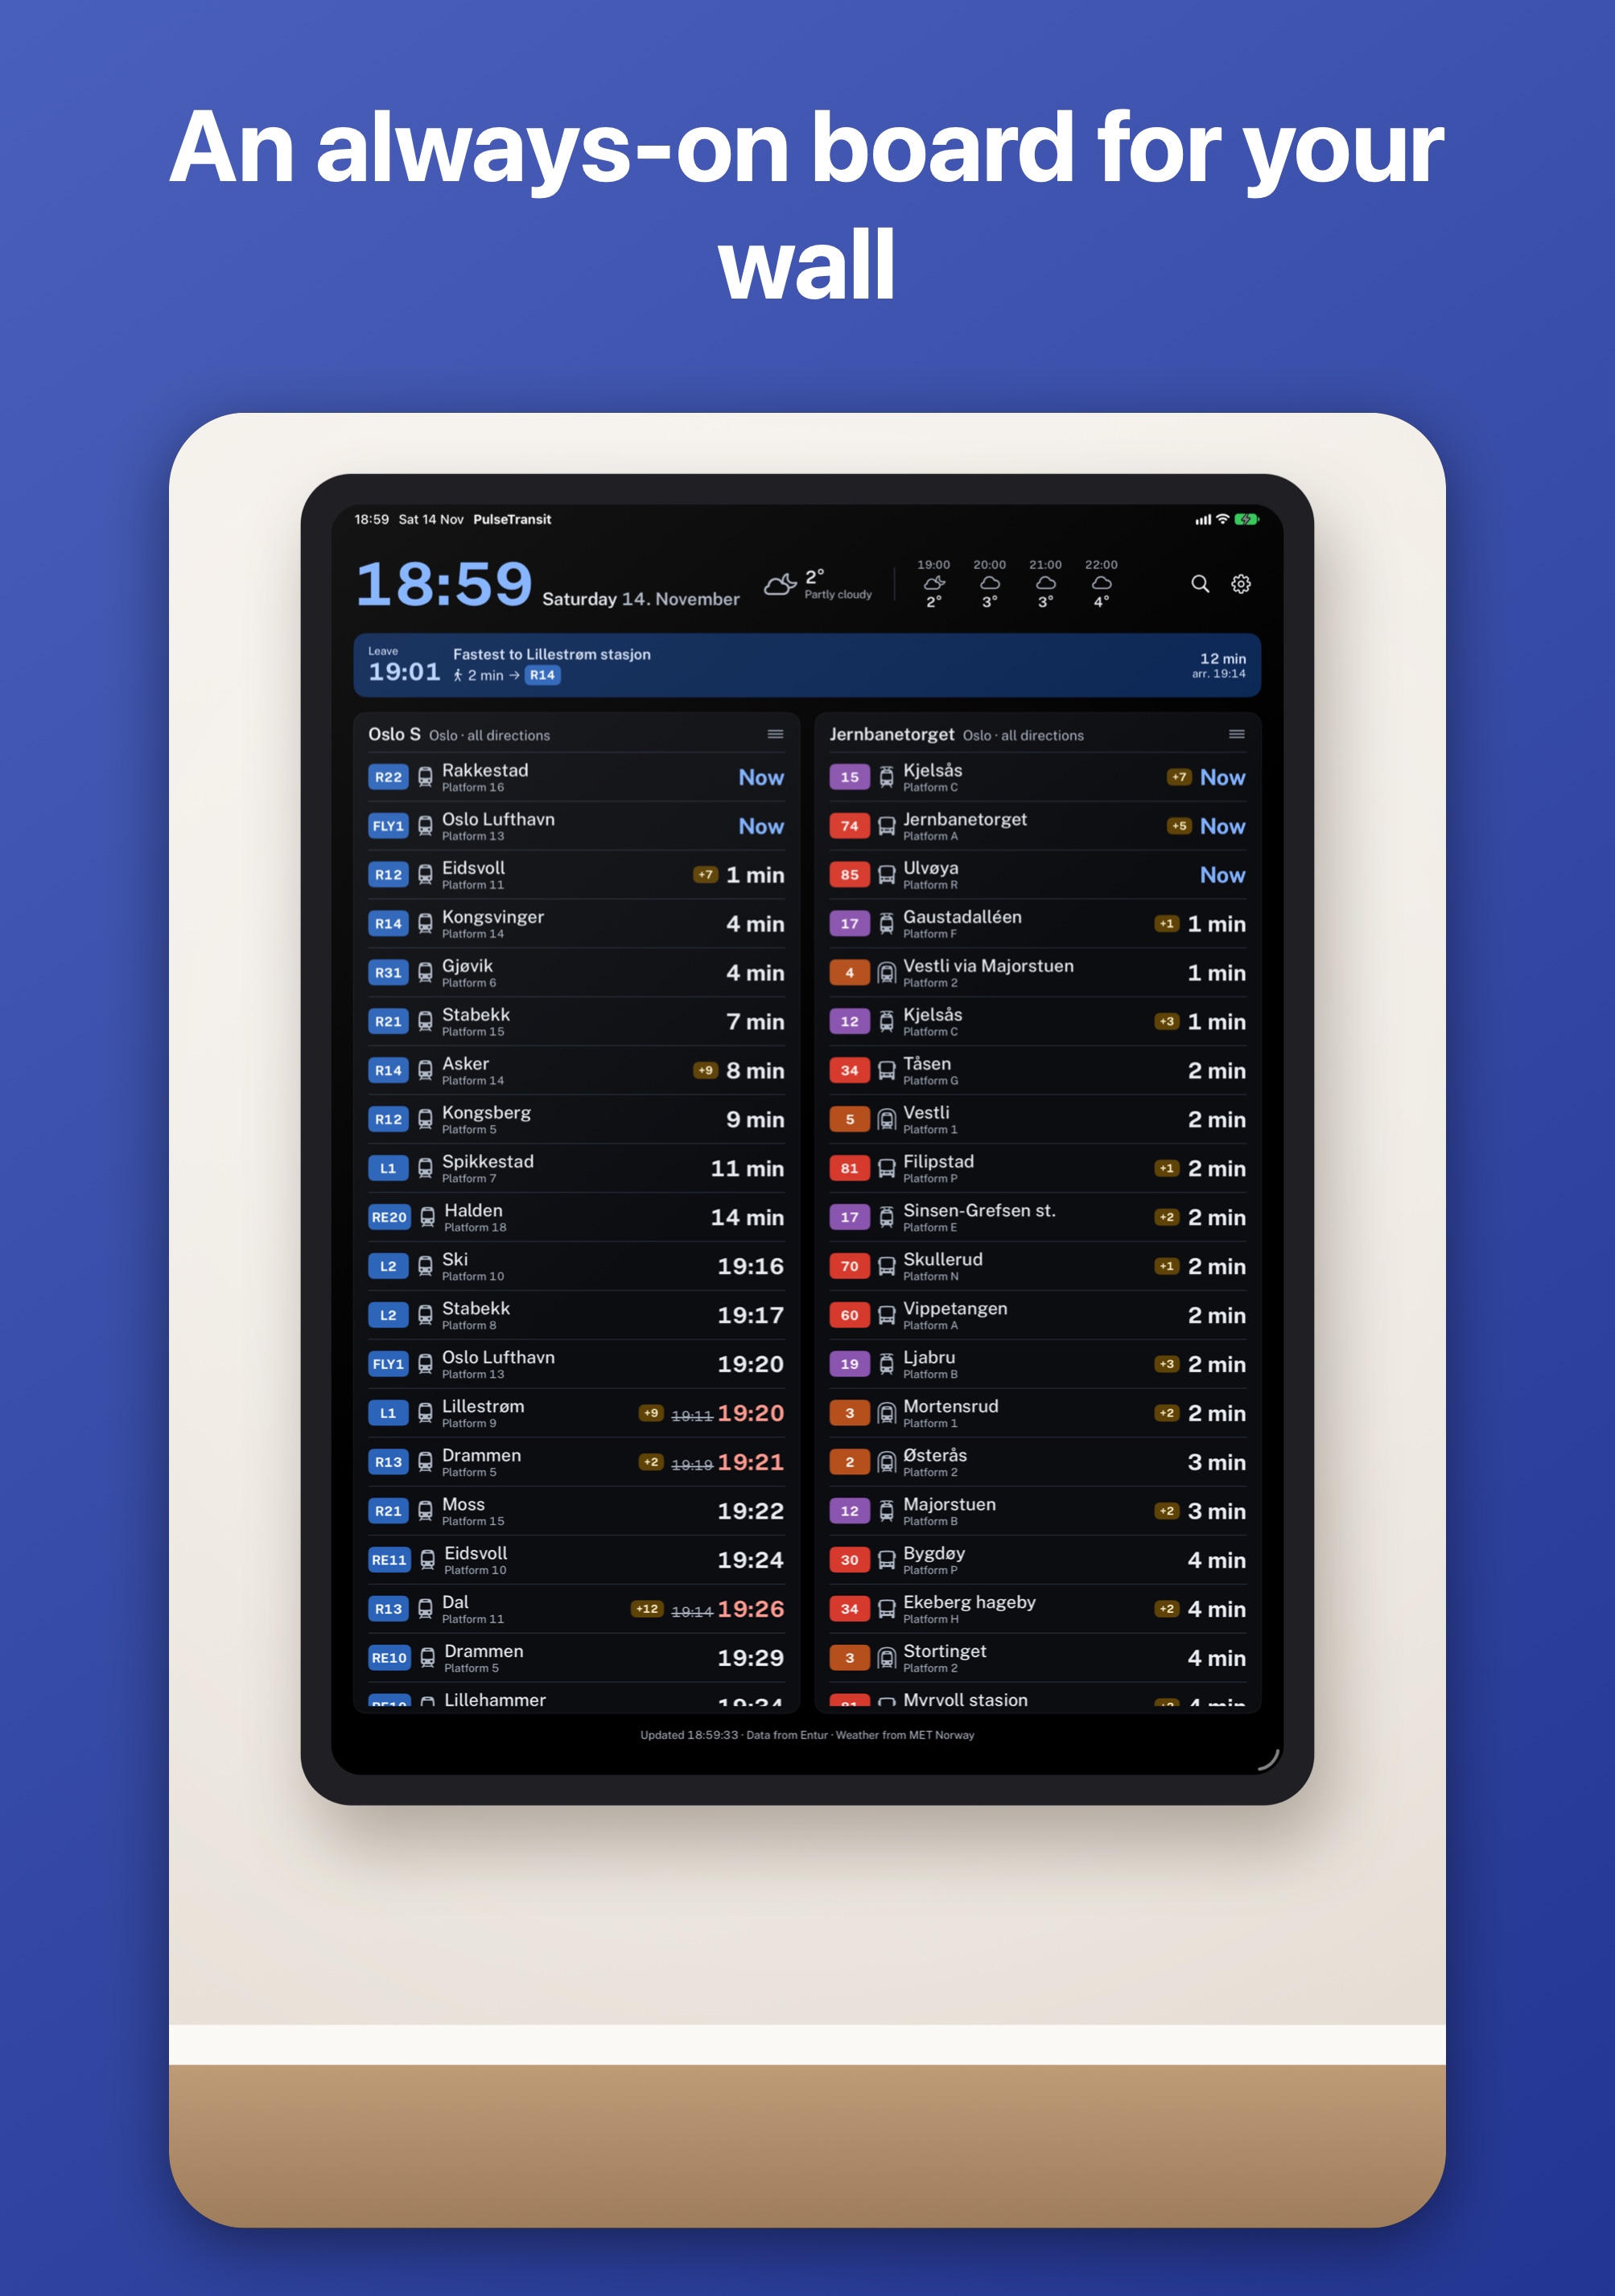 An always-on board for your
wall
18:59 Sat 14 Nov PulseTransit
18:59 Saturday 14. November
2°
Partly cloudy
19:00 20:00 21:00 22:00
2° 3° 3° 4°
Leave
19:01
Fastest to Lillestrøm stasjon
2 min → R14
12 min
arr. 19:14
Oslo S Oslo · all directions
R22 Rakkestad Now
Platform 16
FLY1 Oslo Lufthavn Now
Platform 13
R12 Eidsvoll +7 1 min
Platform 11
R14 Kongsvinger 4 min
Platform 14
R31 Gjøvik 4 min
Platform 6
R21 Stabekk 7 min
Platform 15
R14 Asker +9 8 min
Platform 14
R12 Kongsberg 9 min
Platform 5
L1 Spikkestad 11 min
Platform 7
RE20 Halden 14 min
Platform 18
L2 Ski 19:16
Platform 10
L2 Stabekk 19:17
Platform 8
FLY1 Oslo Lufthavn 19:20
Platform 13
L1 Lillestrøm +9 19:11 19:20
Platform 9
R13 Drammen +2 19:19 19:21
Platform 5
R21 Moss 19:22
Platform 15
RE11 Eidsvoll 19:24
Platform 10
R13 Dal +12 19:14 19:26
Platform 11
RE10 Drammen 19:29
Platform 5
RE10 Lillehammer 19:34
Jernbanetorget Oslo · all directions
15 Kjelsås +7 Now
Platform C
74 Jernbanetorget +5 Now
Platform A
85 Ulvøya Now
Platform R
17 Gaustadalléen +1 1 min
Platform F
4 Vestli via Majorstuen 1 min
Platform 2
12 Kjelsås +3 1 min
Platform C
34 Tåsen 2 min
Platform G
5 Vestli 2 min
Platform 1
81 Filipstad +1 2 min
Platform P
17 Sinsen-Grefsen st. +2 2 min
Platform E
70 Skullerud +1 2 min
Platform N
60 Vippetangen 2 min
Platform A
19 Ljabru +3 2 min
Platform B
3 Mortensrud +2 2 min
Platform 1
2 Østerås 3 min
Platform 2
12 Majorstuen +2 3 min
Platform B
30 Bygdøy 4 min
Platform P
34 Ekeberg hageby +2 4 min
Platform H
3 Stortinget 4 min
Platform 2
81 Myrvoll stasjon 4 min
Updated 18:59:33 · Data from Entur · Weather from MET Norway